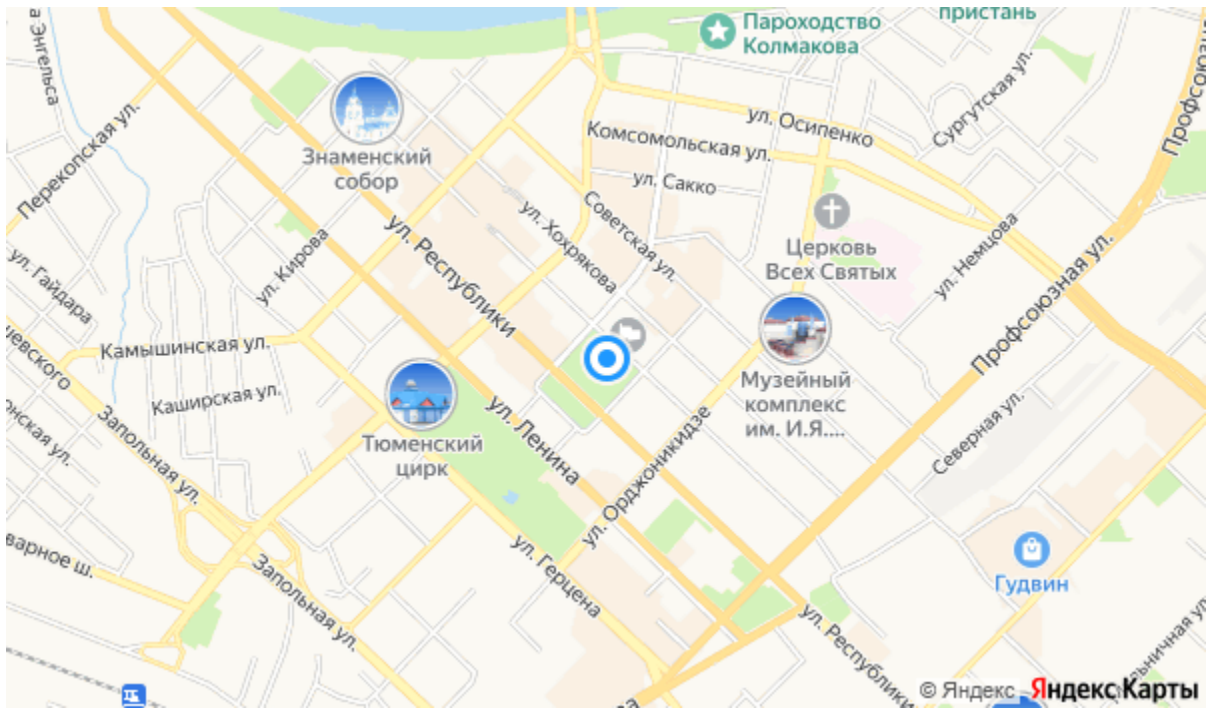 Пароходство
Колмакова
пристань
а Энгельса
Перекопская ул.
ул. Гайдара
Знаменский
собор
ул. Осипенко
Комсомольская ул.
ул. Сакко
Сургутская ул.
Профсоюзная ул.
ул. Кирова
ул. Республики
ул. Хохрякова
Советская ул.
Церковь
Всех Святых
ул. Немцова
Профсоюзная ул.
Камышинская ул.
Каширская ул.
Запольная ул.
Тюменский
цирк
ул. Ленина
Музейный
комплекс
им. И.Я....
Северная ул.
ул. Орджоникидзе
ул. Герцена
Запольная ул.
Гудвин
ул. Республики
© Яндекс Яндекс Карты